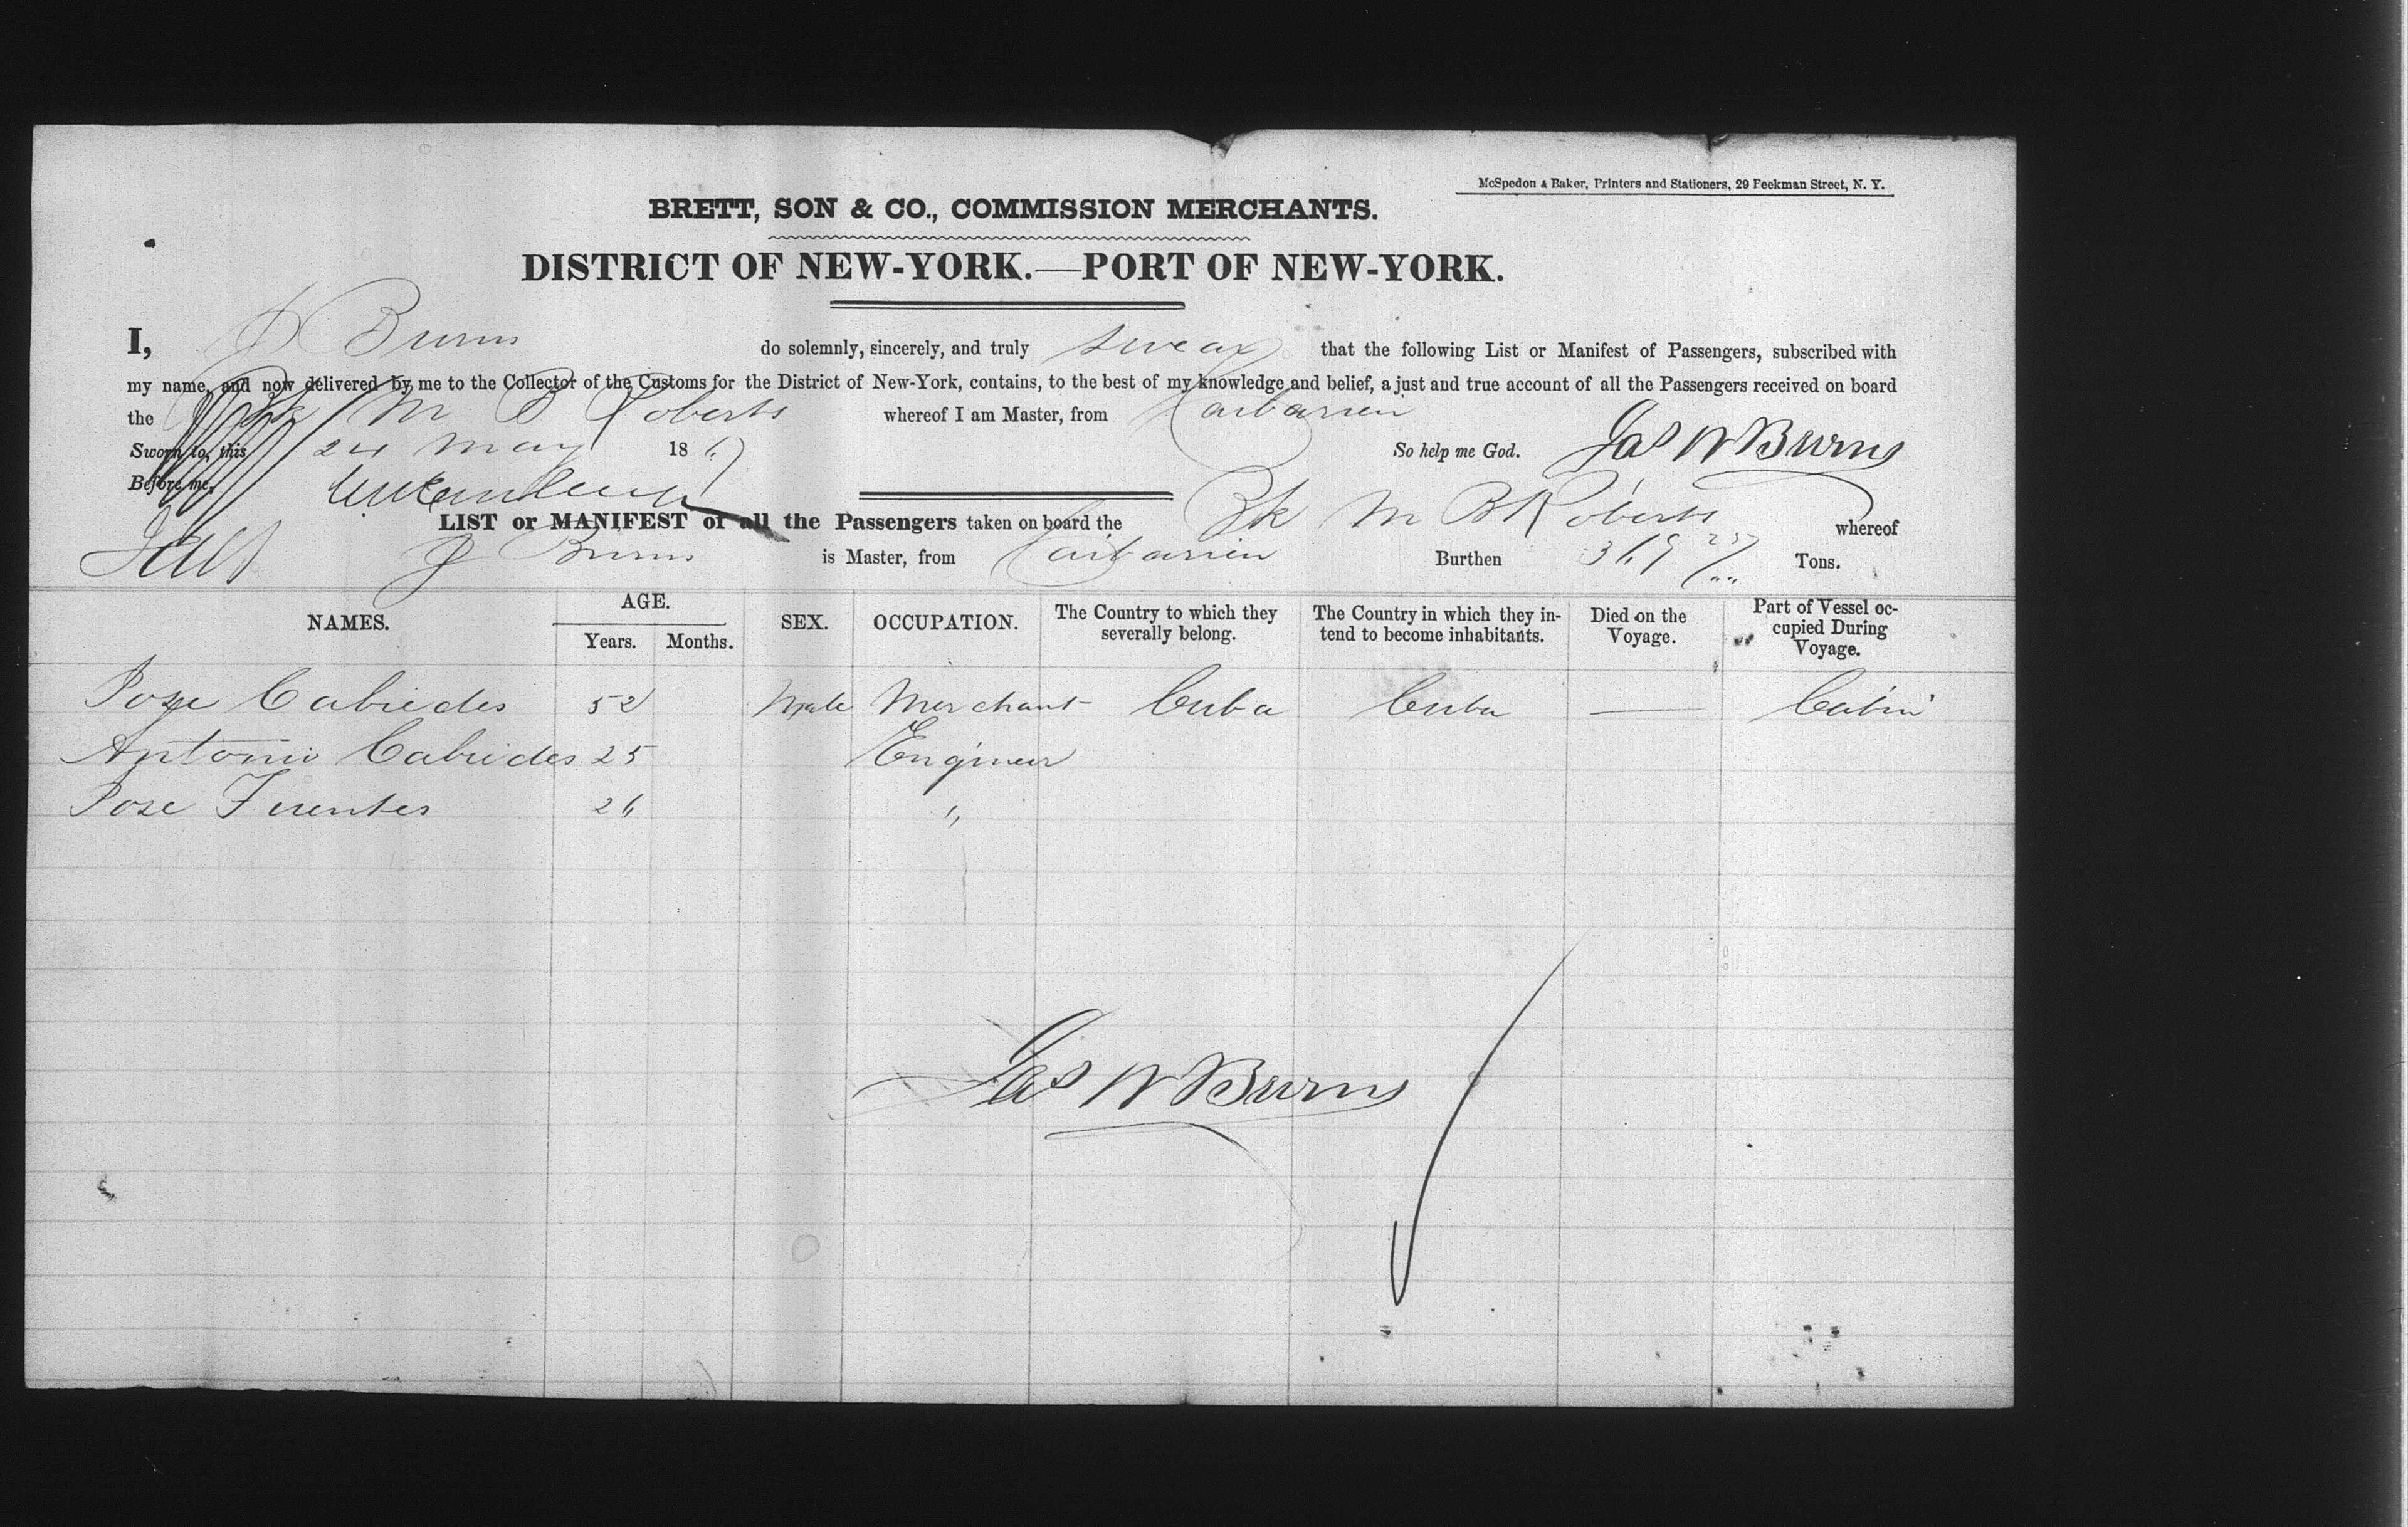 McSpedon & Baker, Printers and Stationers, 29 Beekman Street, N. Y.
BRETT, SON & CO., COMMISSION MERCHANTS.
DISTRICT OF NEW-YORK.—PORT OF NEW-YORK.
I, J Burns do solemnly, sincerely, and truly swear that the following List or Manifest of Passengers, subscribed with
my name, and now delivered by me to the Collector of the Customs for the District of New-York, contains, to the best of my knowledge and belief, a just and true account of all the Passengers received on board
the Bk M B Roberts whereof I am Master, from Caibarien
Sworn to, this 24 May 186 So help me God. Jas W Burns
Before me,
LIST or MANIFEST of all the Passengers taken on board the Bk M B Roberts whereof
J Burns is Master, from Caibarien Burthen 369 Tons.
NAMES. AGE. Years. Months. SEX. OCCUPATION. The Country to which they severally belong. The Country in which they intend to become inhabitants. Died on the Voyage. Part of Vessel occupied During Voyage.
Jose Cabiedes 52 Male Merchant Cuba Cuba — Cabin
Antonio Cabiedes 25 Engineer
Jose Fuentes 26 "
Jas W Burns